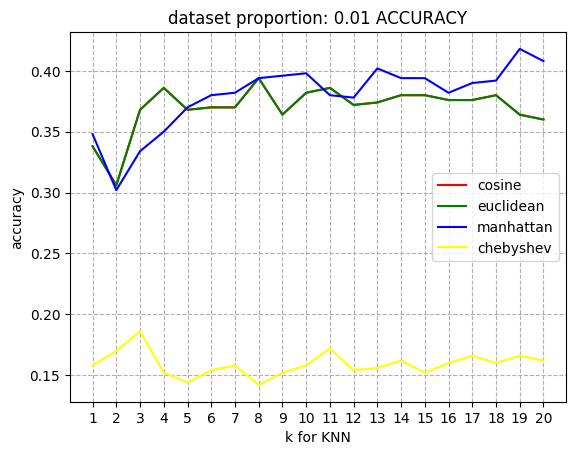 dataset proportion: 0.01 ACCURACY
accuracy
0.40
0.35
0.30
0.25
0.20
0.15
cosine
euclidean
manhattan
chebyshev
1 2 3 4 5 6 7 8 9 10 11 12 13 14 15 16 17 18 19 20
k for KNN